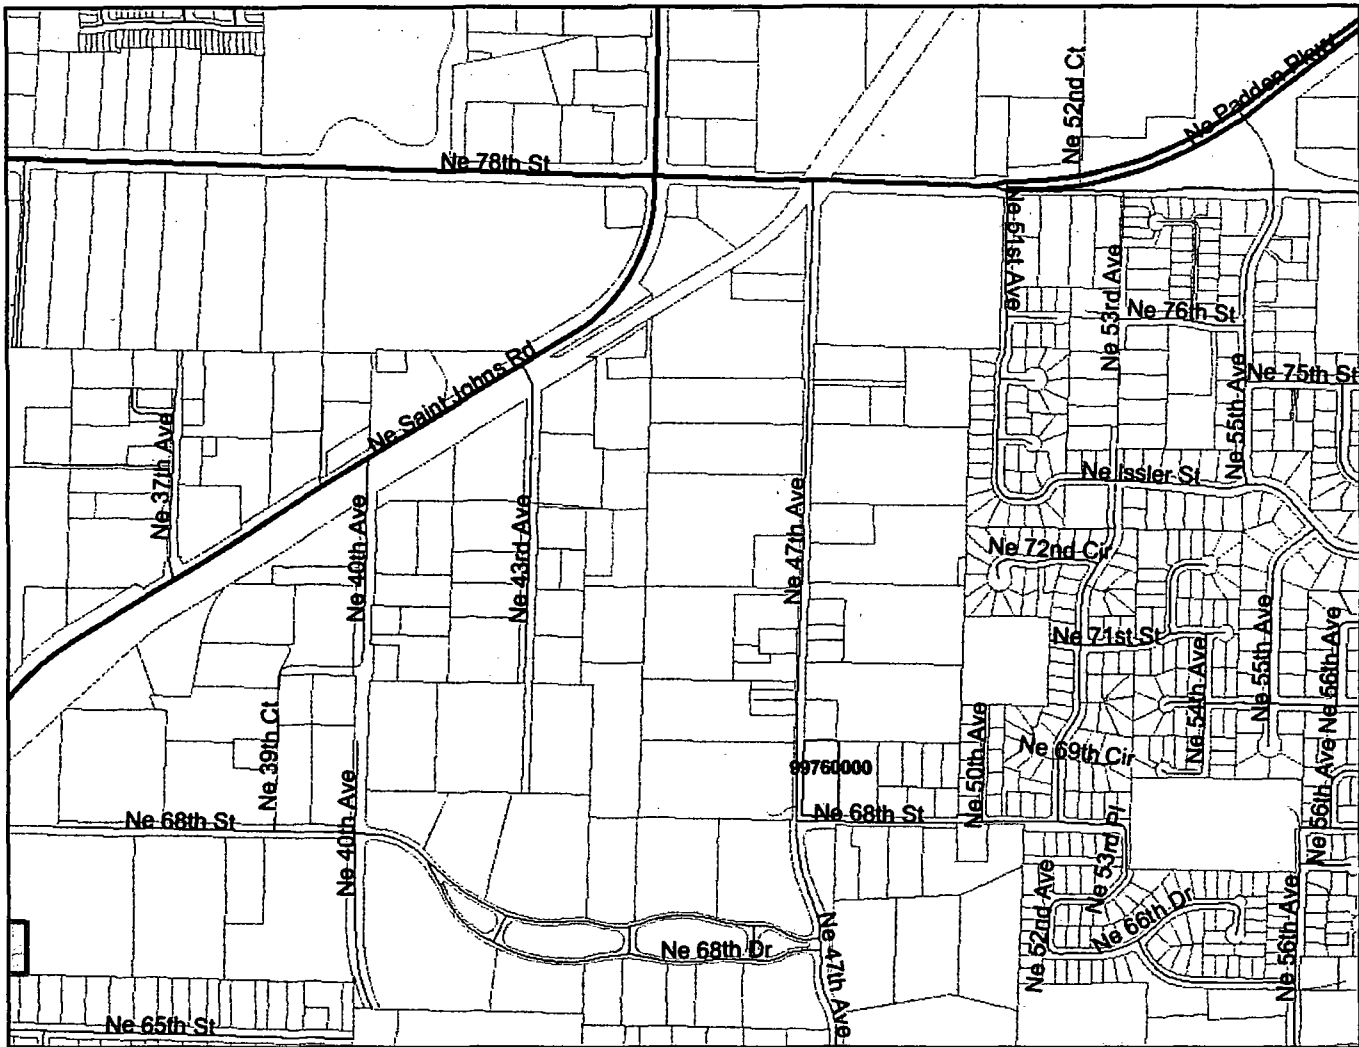 Ne 52nd Ct
Ne Padden Pkwy
Ne 78th St
Ne 51st Ave
Ne 53rd Ave
Ne 76th St
Ne Saint Johns Rd
Ne 75th St
Ne 55th Ave
Ne 37th Ave
Ne Issler St
Ne 40th Ave
Ne 43rd Ave
Ne 47th Ave
Ne 72nd Cir
Ne 71st St
Ne 54th Ave
Ne 55th Ave
Ne 56th Ave
Ne 39th Ct
Ne 50th Ave
Ne 69th Cir
99760000
Ne 56th Ave
Ne 56th Ave
Ne 68th St
Ne 40th Ave
Ne 68th St
Ne 53rd Pl
Ne 52nd Ave
Ne 66th Dr
Ne 68th Dr
Ne 47th Ave
Ne 56th Ave
Ne 65th St